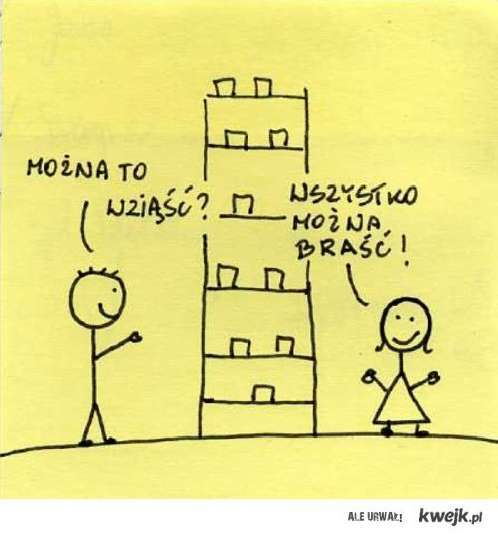 MOŻNA TO
WZIĄŚĆ?
WSZYSTKO
MOŻNA
BRAŚĆ!
ALE URWAŁ!
kwejk.pl